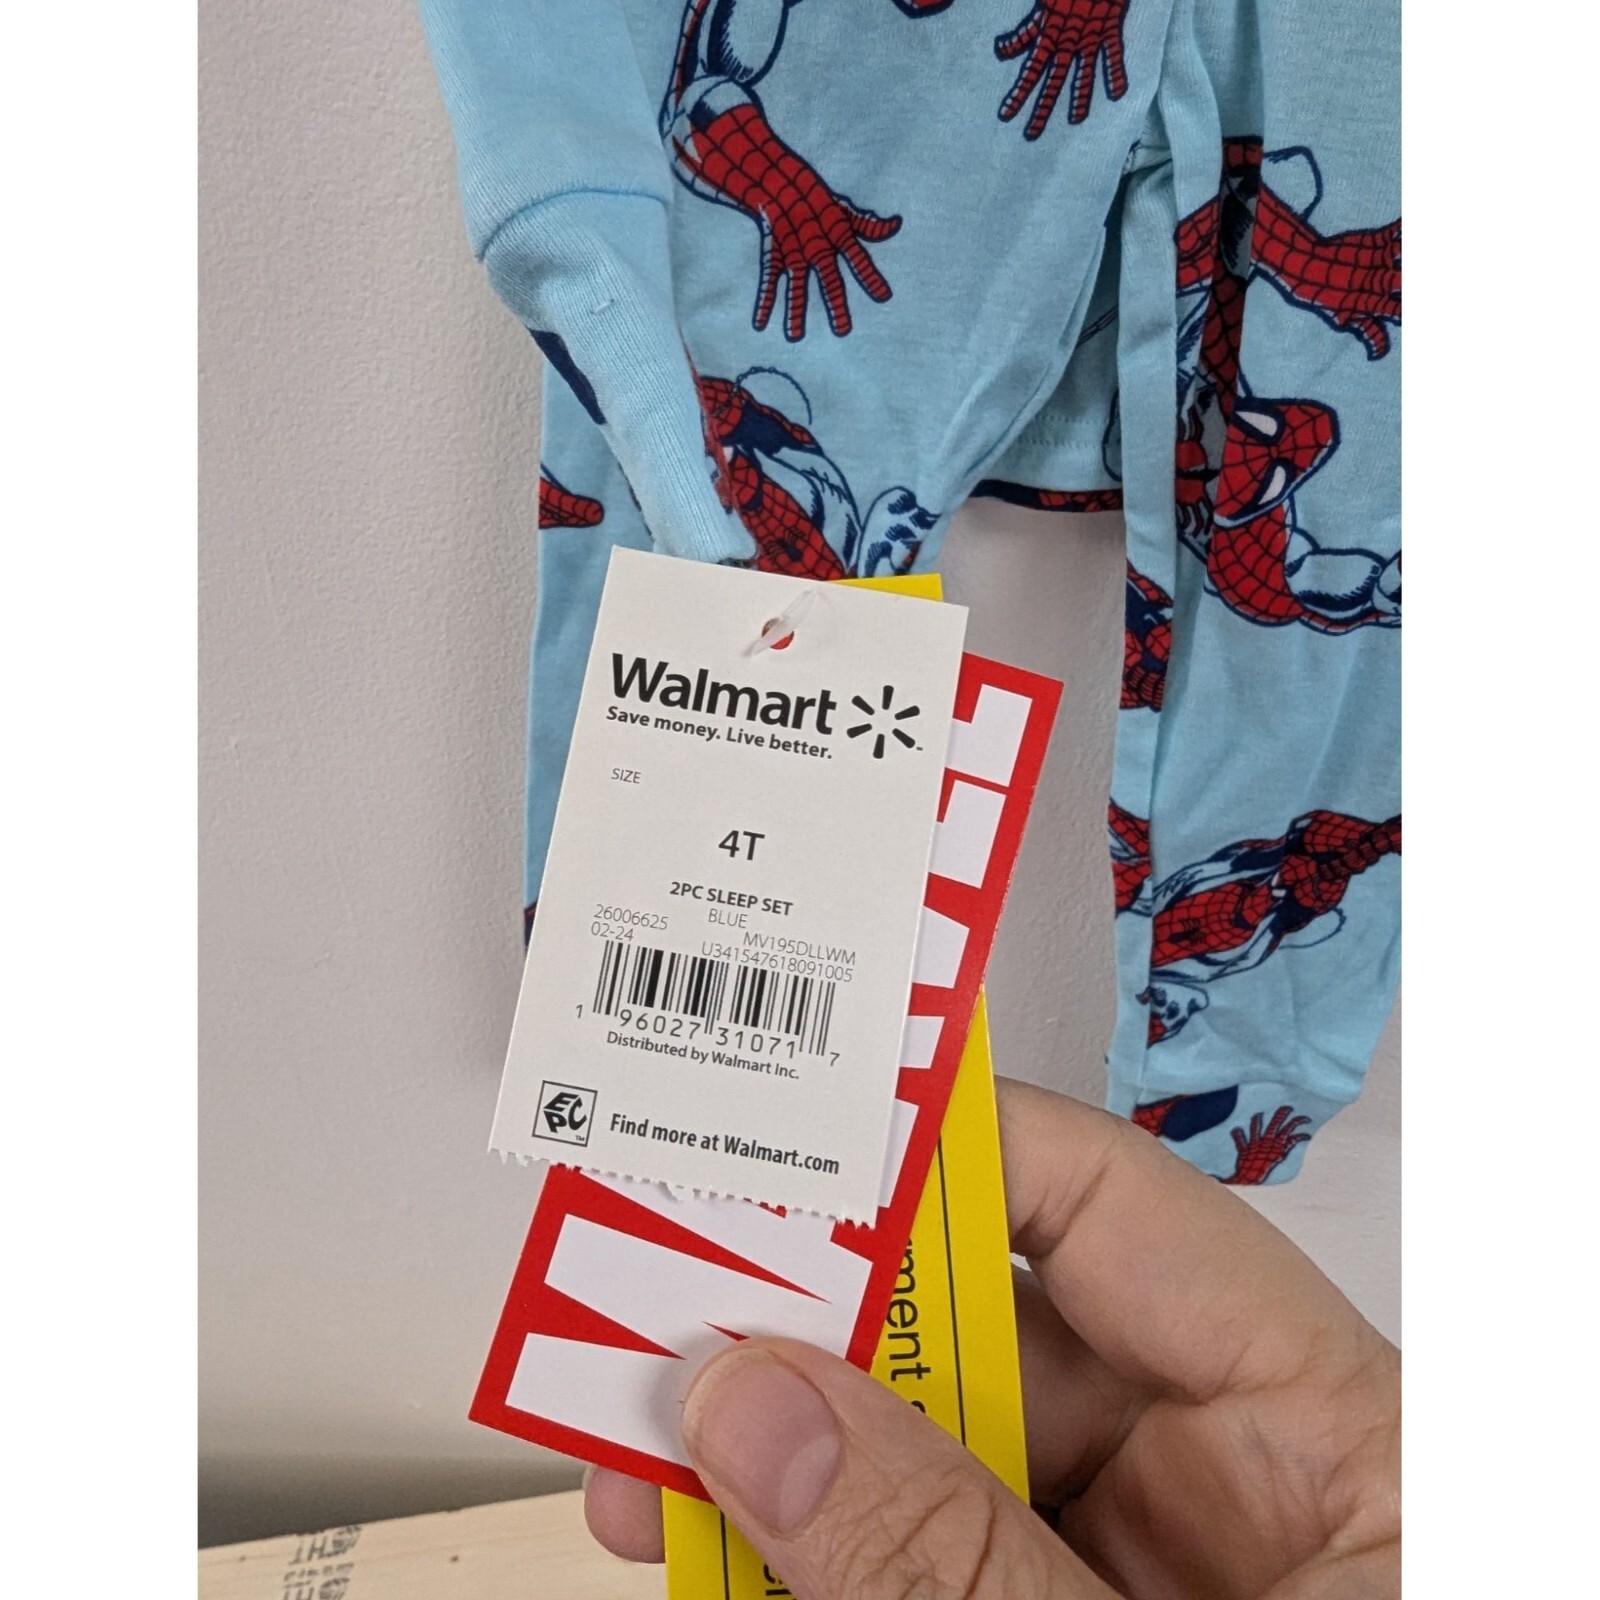 Walmart
Save money. Live better.
SIZE
4T
2PC SLEEP SET
26006625 BLUE MV195DLLWM
02-24 U341547618091005
1 96027 31071 7
Distributed by Walmart Inc.
EPC™
Find more at Walmart.com